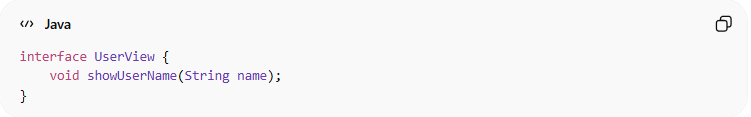 Java
interface UserView {
    void showUserName(String name);
}